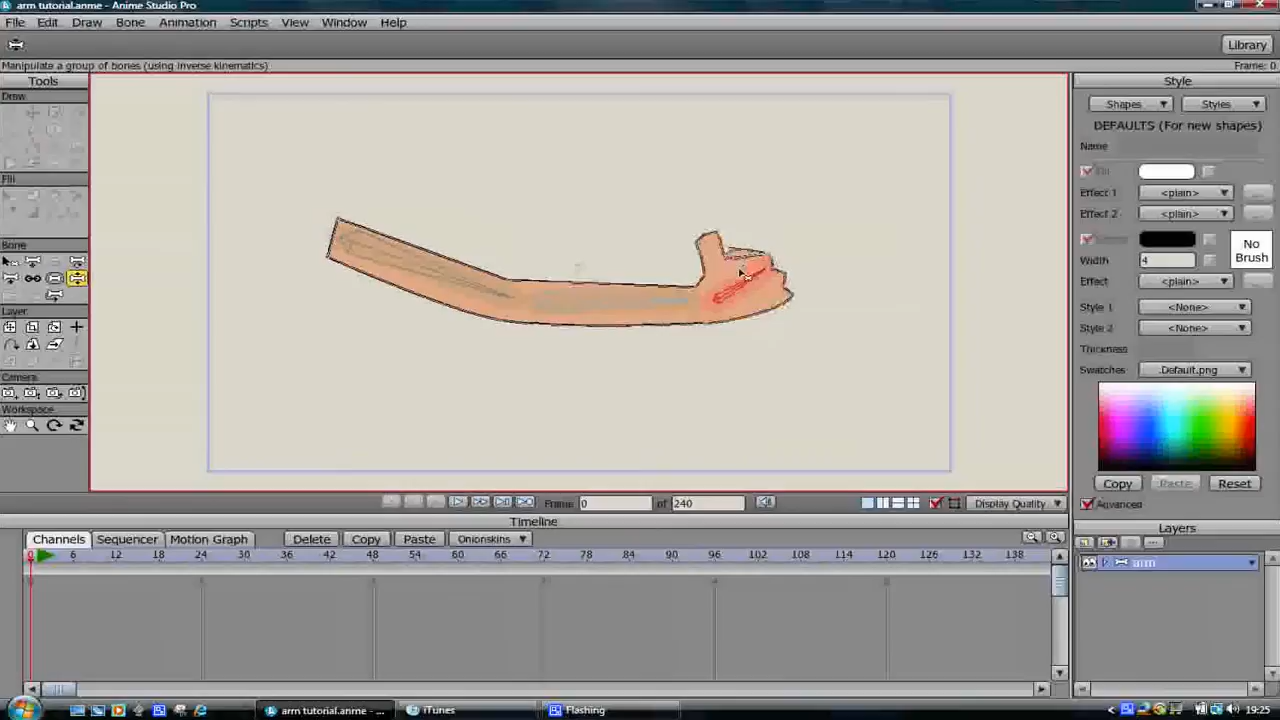 arm tutorial.anme - Anime Studio Pro
File Edit Draw Bone Animation Scripts View Window Help
Library
Manipulate a group of bones (using inverse kinematics) Frame: 0
Tools
Draw
Fill
Bone
Layer
Camera
Workspace
Style
Shapes Styles
DEFAULTS (For new shapes)
Name
Fill
Effect 1 <plain> ...
Effect 2 <plain> ...
No Brush
Width 4
Effect <plain> ...
Style 1 <None>
Style 2 <None>
Thickness
Swatches .Default.png
Copy Paste Reset
Advanced
Frame 0 of 240 Display Quality
Timeline
Channels Sequencer Motion Graph Delete Copy Paste Onionskins
0 6 12 18 24 30 36 42 48 54 60 66 72 78 84 90 96 102 108 114 120 126 132 138
Layers
arm
arm tutorial.anme - ... iTunes Flashing 19:25